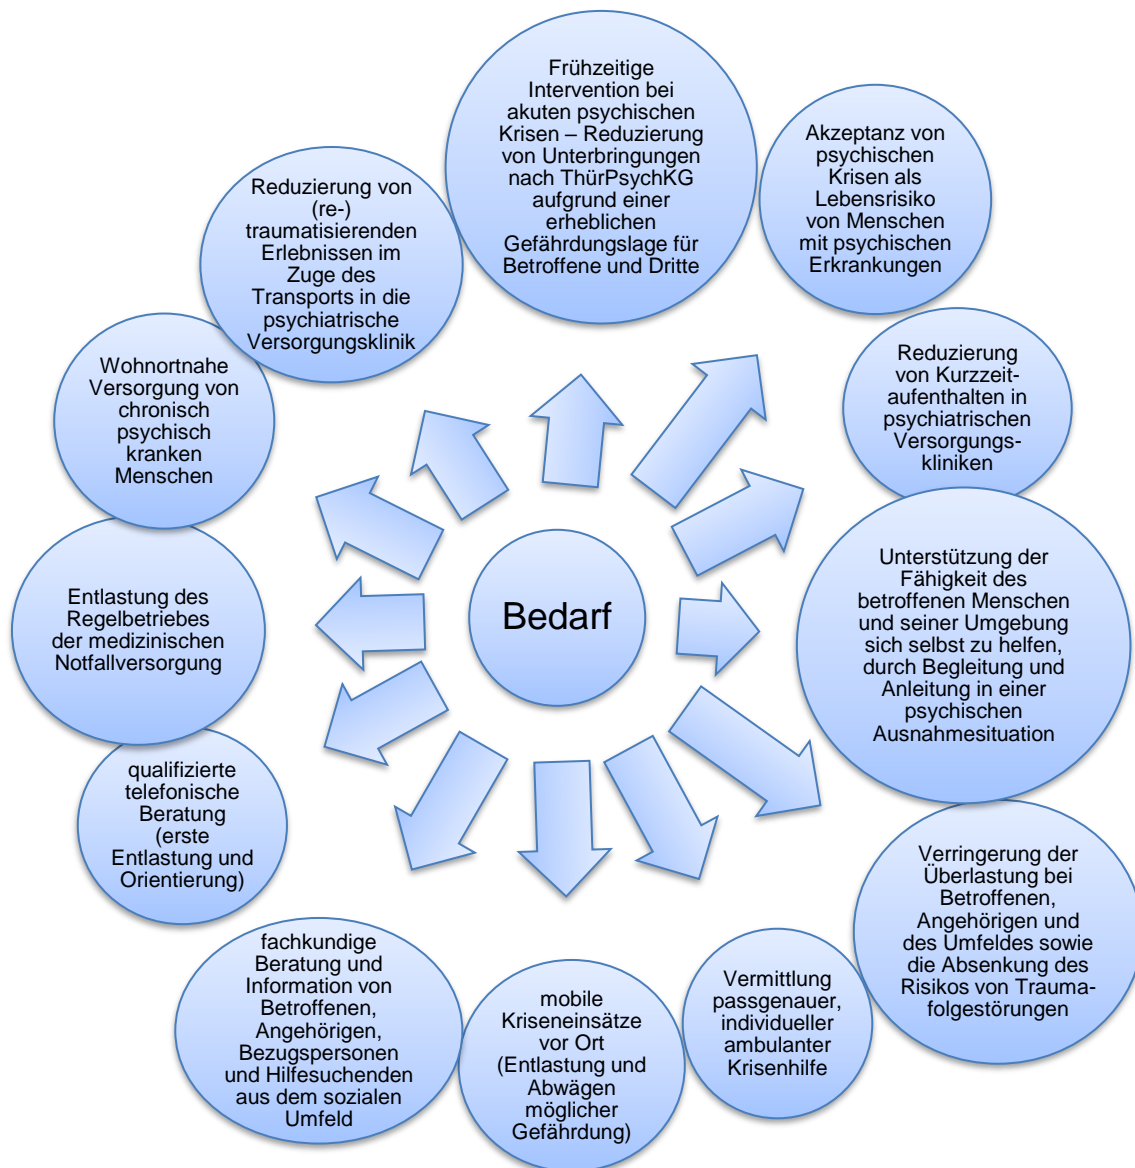 Frühzeitige
Intervention bei
akuten psychischen
Krisen – Reduzierung
von Unterbringungen
nach ThürPsychKG
aufgrund einer
erheblichen
Gefährdungslage für
Betroffene und Dritte
Akzeptanz von
psychischen
Krisen als
Lebensrisiko
von Menschen
mit psychischen
Erkrankungen
Reduzierung
von Kurzzeit-
aufenthalten in
psychiatrischen
Versorgungs-
kliniken
Unterstützung der
Fähigkeit des
betroffenen Menschen
und seiner Umgebung
sich selbst zu helfen,
durch Begleitung und
Anleitung in einer
psychischen
Ausnahmesituation
Verringerung der
Überlastung bei
Betroffenen,
Angehörigen und
des Umfeldes sowie
die Absenkung des
Risikos von Trauma-
folgestörungen
Vermittlung
passgenauer,
individueller
ambulanter
Krisenhilfe
mobile
Kriseneinsätze
vor Ort
(Entlastung und
Abwägen
möglicher
Gefährdung)
fachkundige
Beratung und
Information von
Betroffenen,
Angehörigen,
Bezugspersonen
und Hilfesuchenden
aus dem sozialen
Umfeld
qualifizierte
telefonische
Beratung
(erste
Entlastung und
Orientierung)
Entlastung des
Regelbetriebes
der medizinischen
Notfallversorgung
Wohnortnahe
Versorgung von
chronisch
psychisch
kranken
Menschen
Reduzierung von
(re-)
traumatisierenden
Erlebnissen im
Zuge des
Transports in die
psychiatrische
Versorgungsklinik
Bedarf